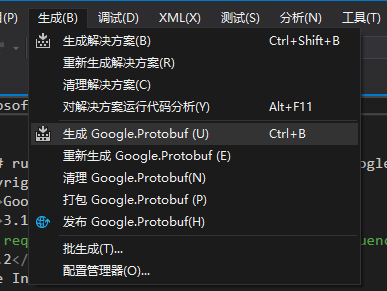 P) 生成(B) 调试(D) XML(X) 测试(S) 分析(N) 工具(T)
生成解决方案(B) Ctrl+Shift+B
重新生成解决方案(R)
清理解决方案(C)
对解决方案运行代码分析(Y) Alt+F11
生成 Google.Protobuf (U) Ctrl+B
重新生成 Google.Protobuf (E)
清理 Google.Protobuf(N)
打包 Google.Protobuf (P)
发布 Google.Protobuf(H)
批生成(T)...
配置管理器(O)...
osof
# ru
ogle
yrig
>Goo
>3.1
req
uenc
.2</
e In